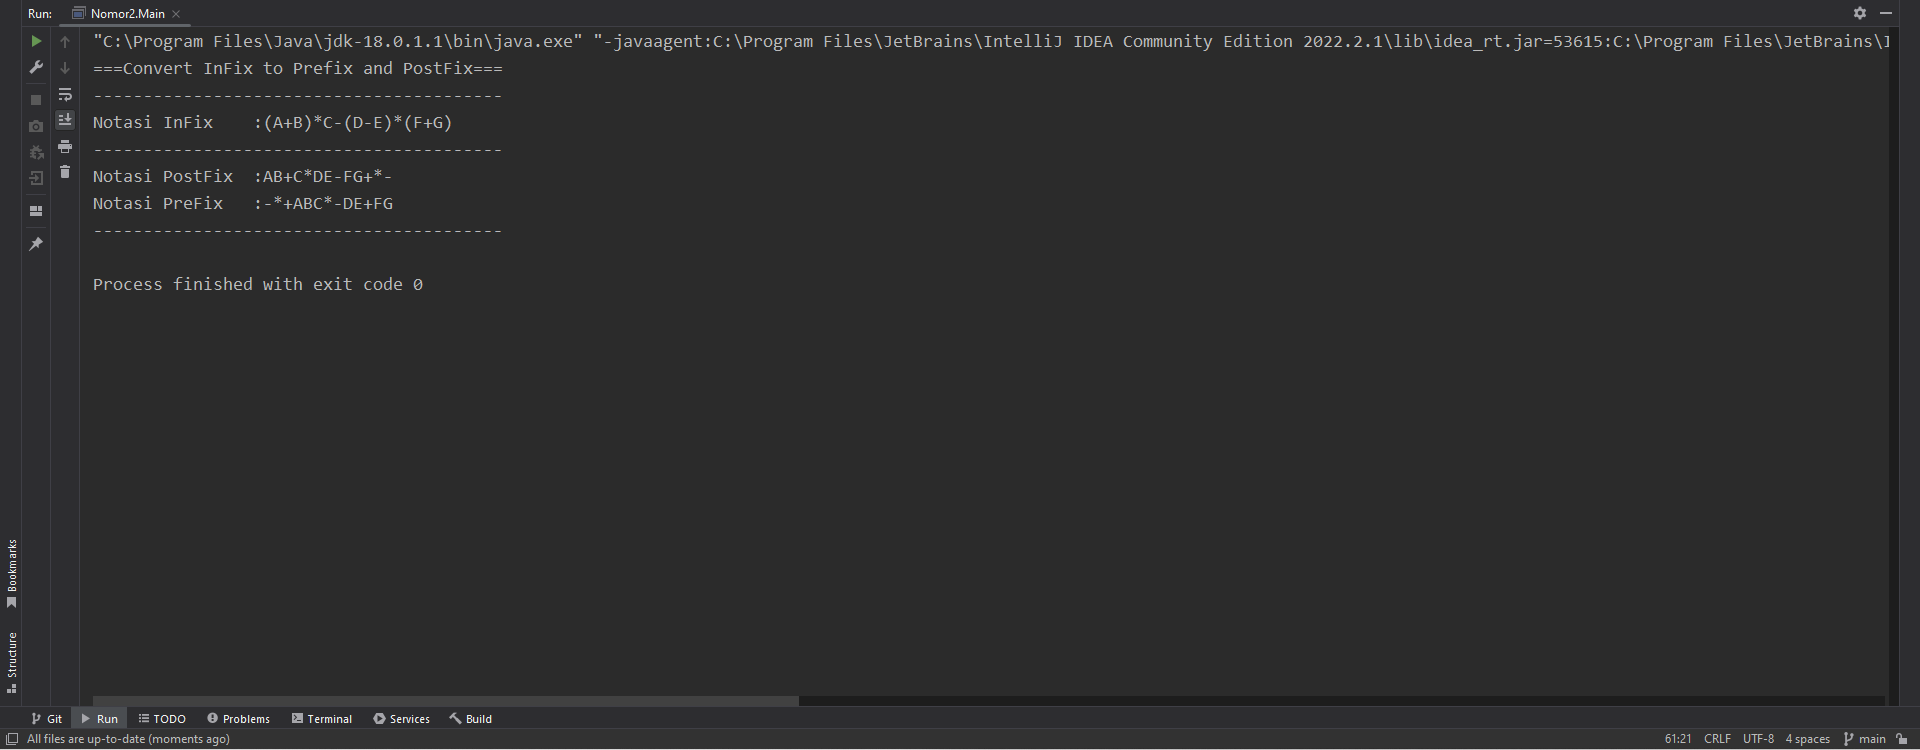 Run: Nomor2.Main
"C:\Program Files\Java\jdk-18.0.1.1\bin\java.exe" "-javaagent:C:\Program Files\JetBrains\IntelliJ IDEA Community Edition 2022.2.1\lib\idea_rt.jar=53615:C:\Program Files\JetBrains\I
===Convert InFix to Prefix and PostFix===
-----------------------------------------
Notasi InFix    :(A+B)*C-(D-E)*(F+G)
-----------------------------------------
Notasi PostFix  :AB+C*DE-FG+*-
Notasi PreFix   :-*+ABC*-DE+FG
-----------------------------------------
Process finished with exit code 0
Bookmarks
Structure
Git Run TODO Problems Terminal Services Build
All files are up-to-date (moments ago) 61:21 CRLF UTF-8 4 spaces main